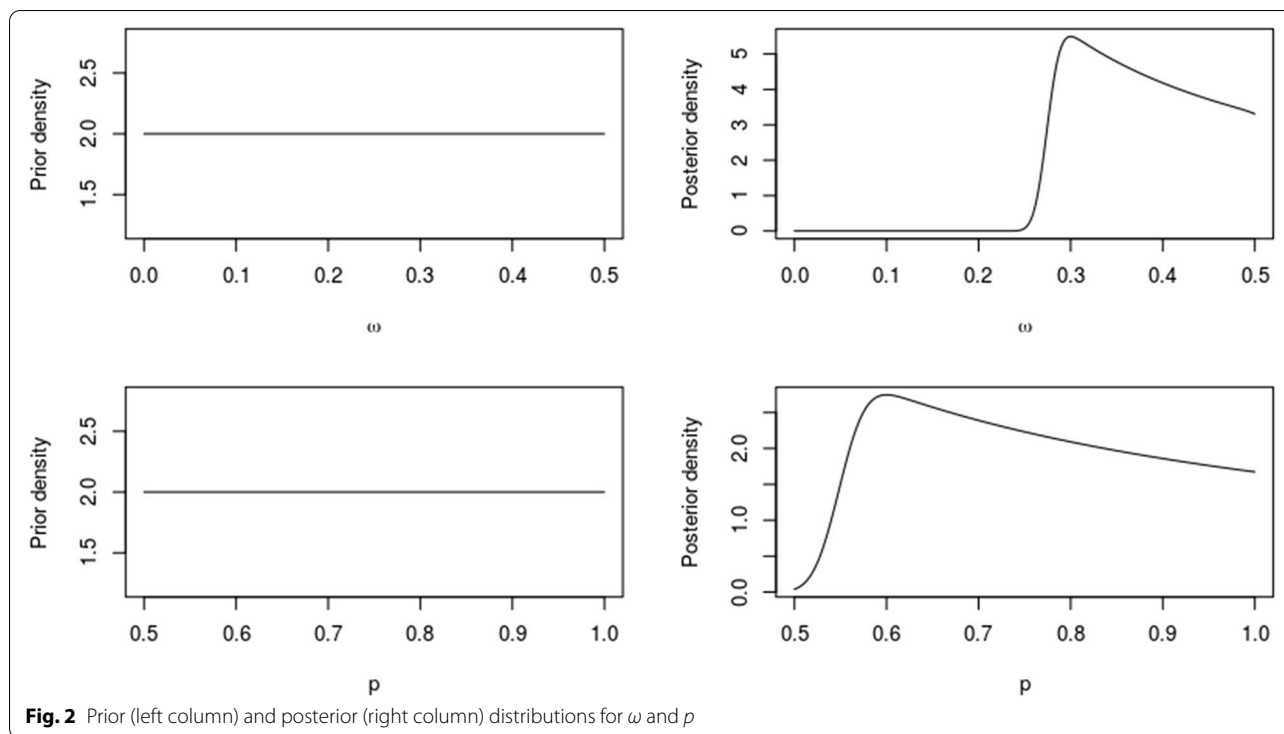 Prior density
2.5
2.0
1.5
0.0 0.1 0.2 0.3 0.4 0.5
ω
Posterior density
5
4
3
2
1
0
0.0 0.1 0.2 0.3 0.4 0.5
ω
Prior density
2.5
2.0
1.5
0.5 0.6 0.7 0.8 0.9 1.0
p
Posterior density
2.0
1.0
0.0
0.5 0.6 0.7 0.8 0.9 1.0
p
Fig. 2 Prior (left column) and posterior (right column) distributions for ω and p